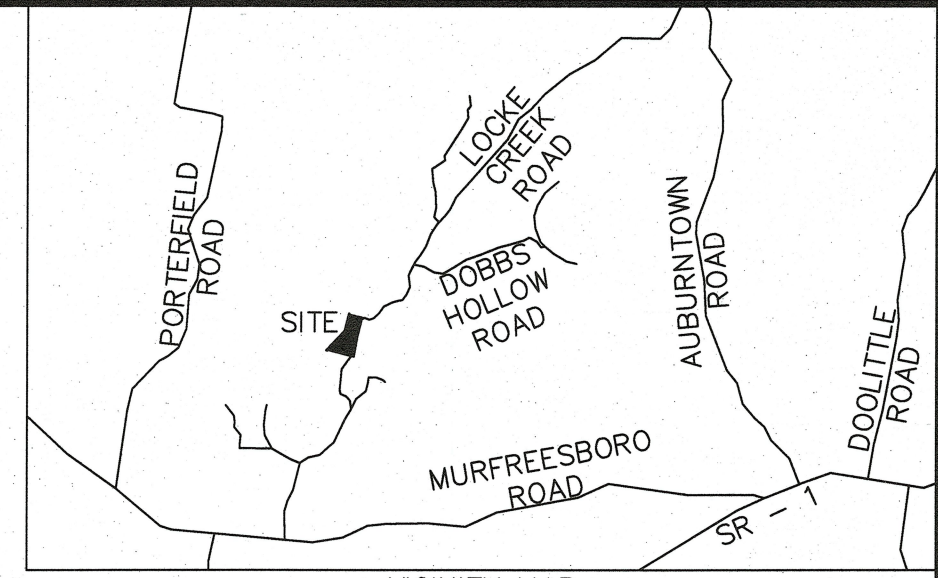 PORTERFIELD
ROAD
LOCKE
CREEK
ROAD
DOBBS
HOLLOW
ROAD
SITE
AUBURNTOWN
ROAD
DOOLITTLE
ROAD
MURFREESBORO
ROAD
SR - 1